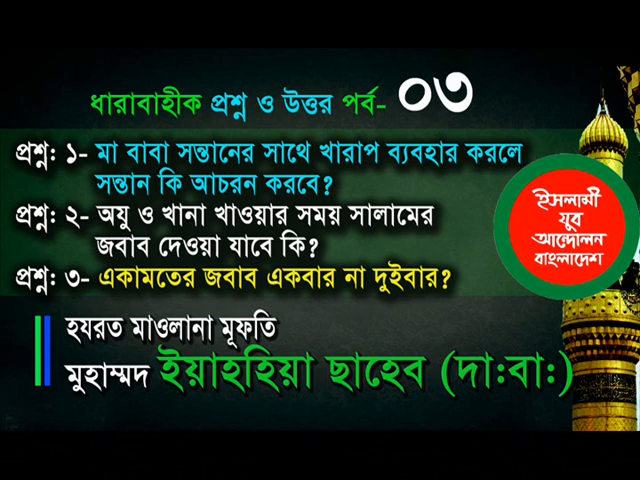 ধারাবাহীক প্রশ্ন ও উত্তর পর্ব- ০৩
প্রশ্ন: ১- মা বাবা সন্তানের সাথে খারাপ ব্যবহার করলে
সন্তান কি আচরন করবে?
প্রশ্ন: ২- অযু ও খানা খাওয়ার সময় সালামের
জবাব দেওয়া যাবে কি?
প্রশ্ন: ৩- একামতের জবাব একবার না দুইবার?
ইসলামী
যুব
আন্দোলন
বাংলাদেশ
হযরত মাওলানা মূফতি
মুহাম্মদ ইয়াহহিয়া ছাহেব (দা:বা:)